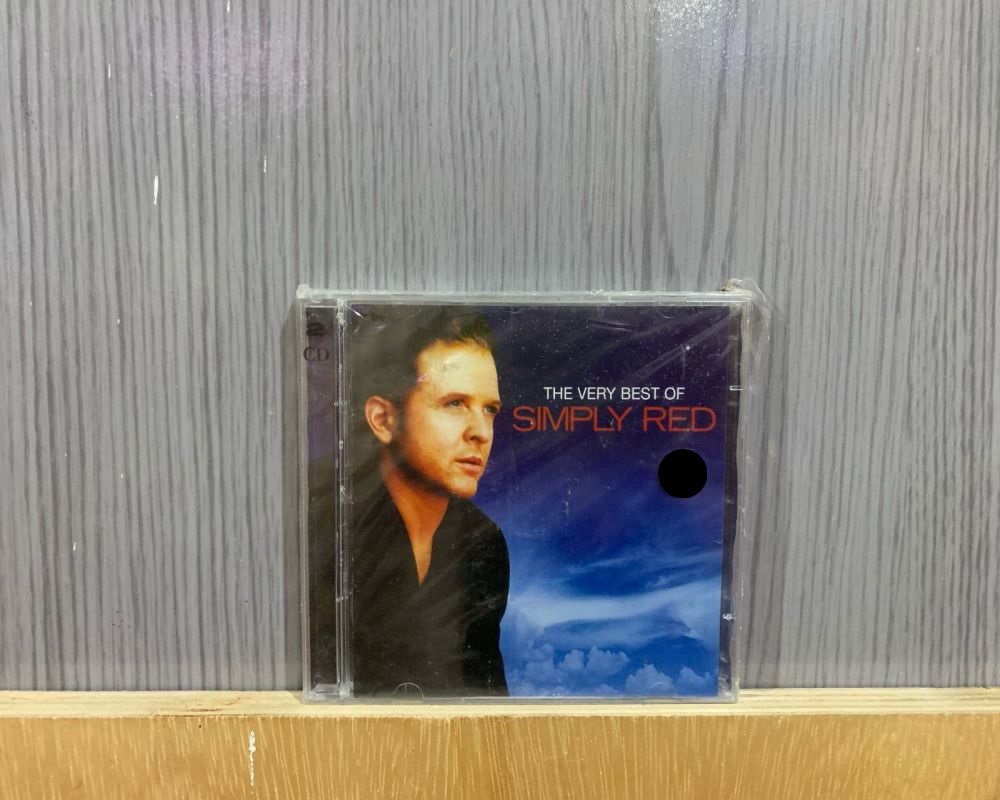 2
CD
THE VERY BEST OF
SIMPLY RED